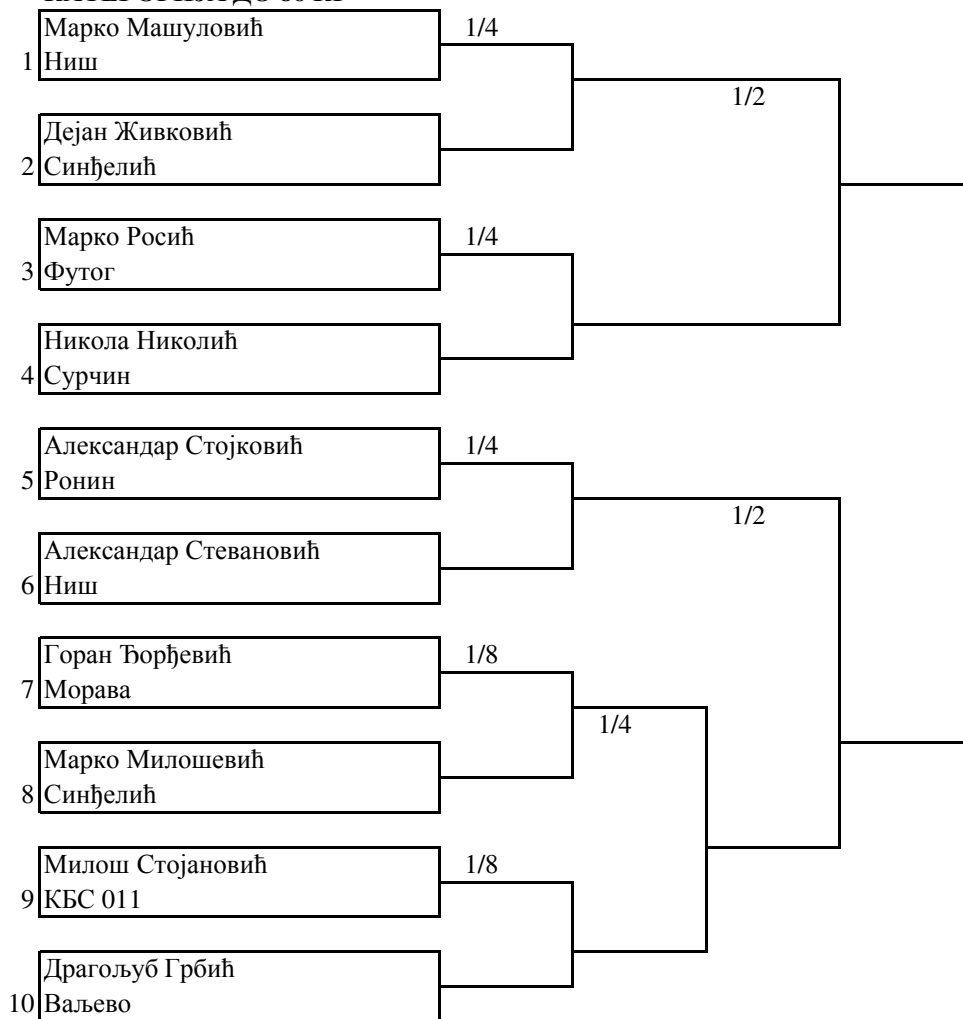 Марко Машуловић 1/4
1 Ниш
1/2
Дејан Живковић
2 Синђелић
Марко Росић 1/4
3 Футог
Никола Николић
4 Сурчин
Александар Стојковић 1/4
5 Ронин
1/2
Александар Стевановић
6 Ниш
Горан Ђорђевић 1/8
7 Морава
1/4
Марко Милошевић
8 Синђелић
Милош Стојановић 1/8
9 КБС 011
Драгољуб Грбић
10 Ваљево